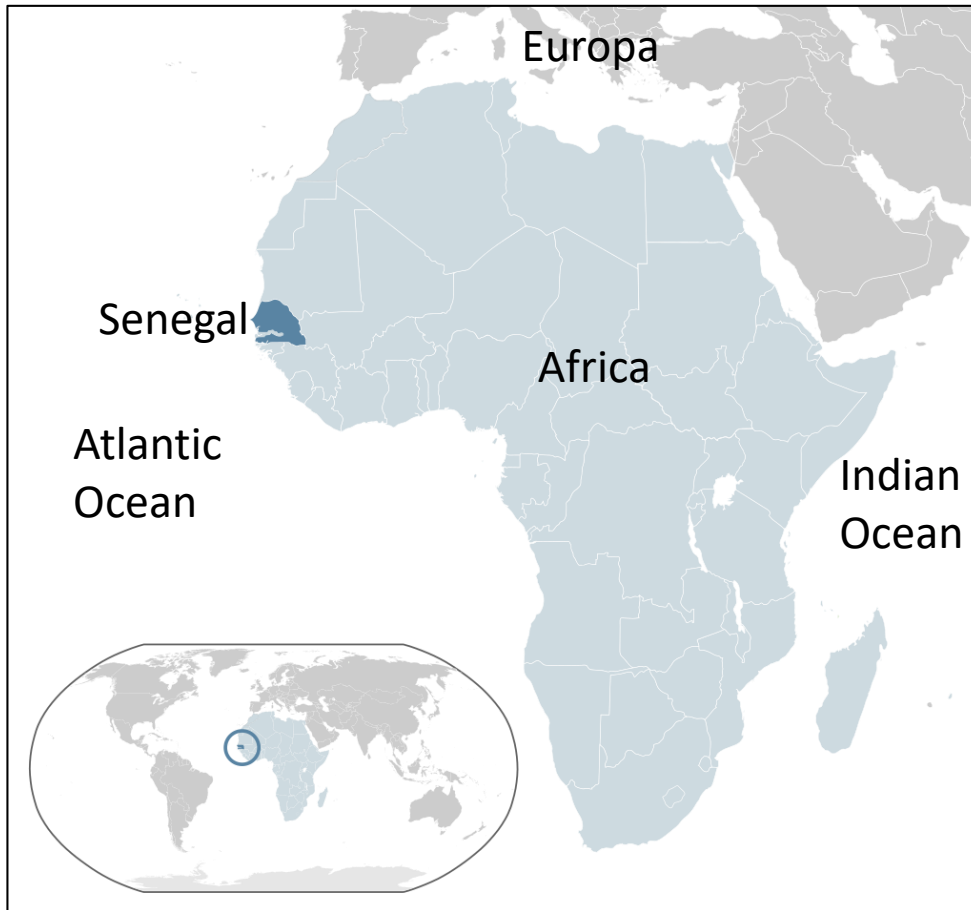 Europa
Senegal
Africa
Atlantic
Ocean
Indian
Ocean